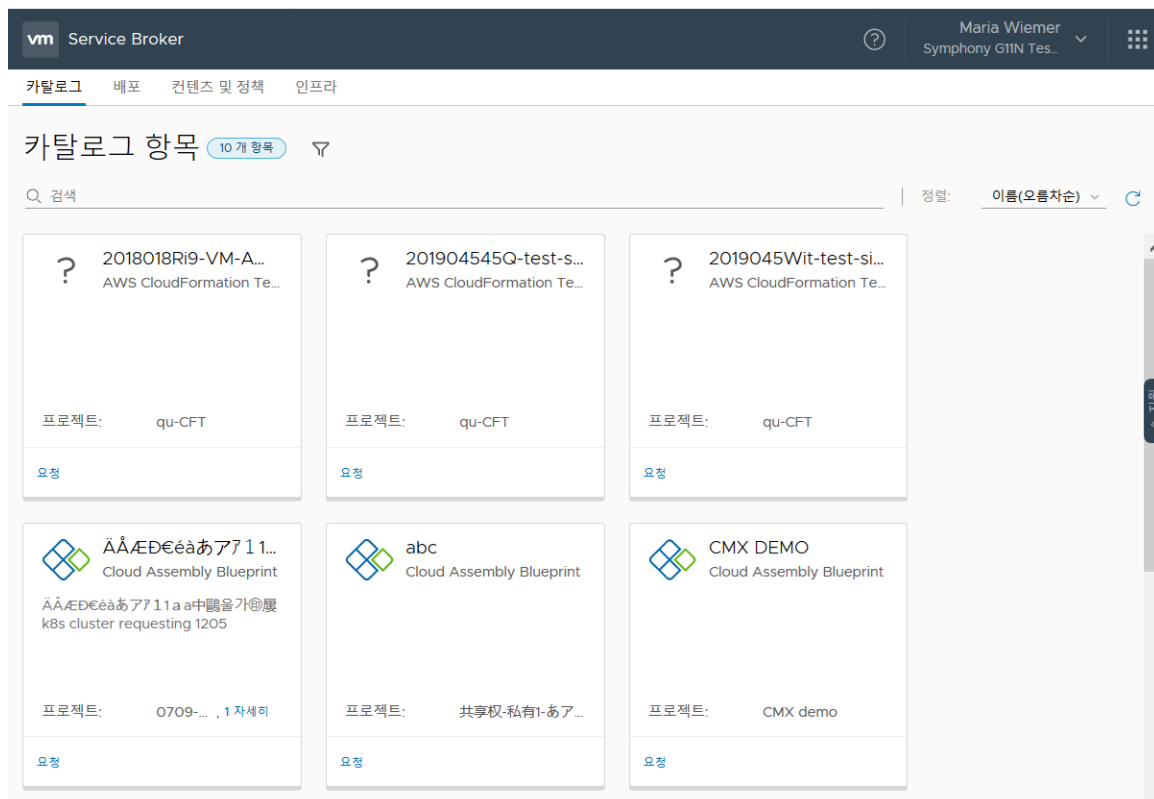 vm Service Broker
Maria Wiemer
Symphony G11N Tes...
카탈로그 배포 컨텐츠 및 정책 인프라
카탈로그 항목 10 개 항목
검색 정렬: 이름(오름차순)
? 2018018Ri9-VM-A...
AWS CloudFormation Te...
프로젝트: qu-CFT
요청
? 201904545Q-test-s...
AWS CloudFormation Te...
프로젝트: qu-CFT
요청
? 2019045Wit-test-si...
AWS CloudFormation Te...
프로젝트: qu-CFT
요청
ÄÅÆÐ€éàあアｱ１1...
Cloud Assembly Blueprint
k8s cluster requesting 1205
프로젝트: 0709-... , 1 자세히
요청
abc
Cloud Assembly Blueprint
프로젝트: 共享权-私有1-あア...
요청
CMX DEMO
Cloud Assembly Blueprint
프로젝트: CMX demo
요청